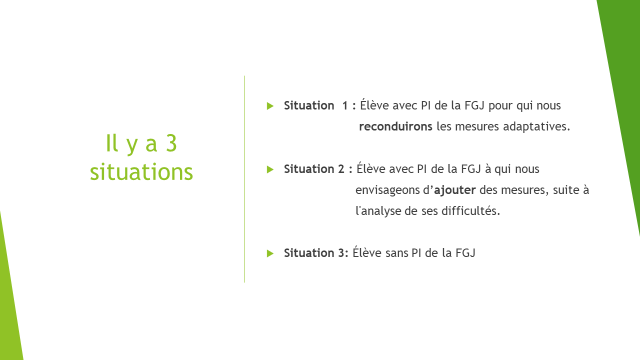 Il y a 3
situations
Situation 1 : Élève avec PI de la FGJ pour qui nous
reconduirons les mesures adaptatives.
Situation 2 : Élève avec PI de la FGJ à qui nous
envisageons d’ajouter des mesures, suite à
l'analyse de ses difficultés.
Situation 3: Élève sans PI de la FGJ